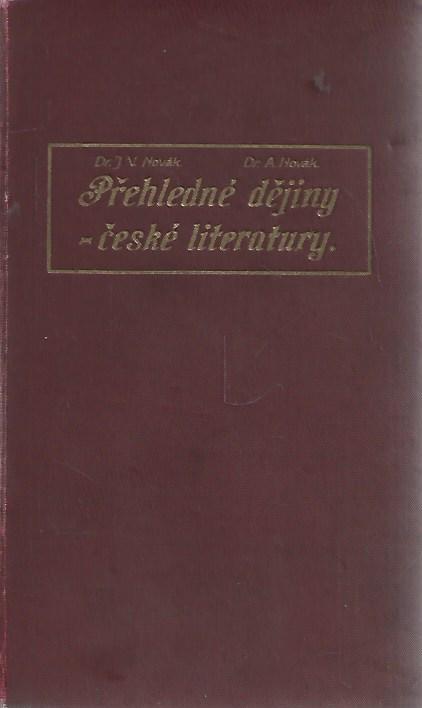 Dr. J. V. Novák. Dr. A. Novák.
Přehledné dějiny
české literatury.